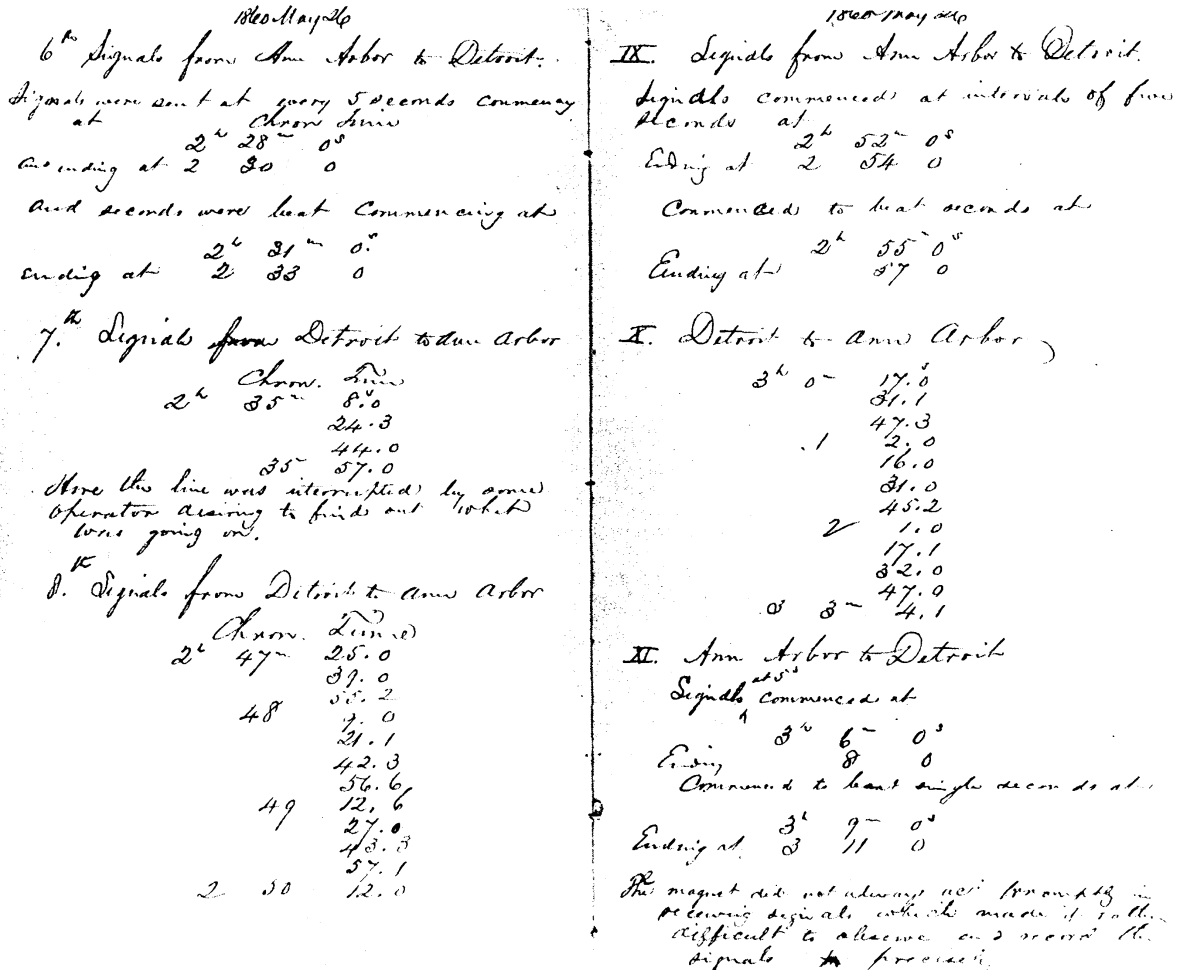 1860 May 26
6th Signals from Ann Arbor to Detroit.
Signals were sent at every 5 seconds commencg
at Chron Time
2h 28m 0s
and ending at 2 30 0
and seconds were beat Commencing at
2h 31m 0s.
ending at 2 33 0
7.th Signals from Detroit to Ann Arbor
Chron. Time
2h 35m 8.s0
24.3
44.0
35 57.0
Here the line was interrupted by some
operator desiring to find out what
was going on.
8.th Signals from Detroit to Ann Arbor
Chron. Time
2h 47m 25.0
39.0
55.2
48 9.0
21.1
42.3
56.6
49 12.6
27.0
43.3
57.1
2 50 12.0
1860 May 26
IX. Signals from Ann Arbor to Detroit.
Signals commenced at intervals of five
seconds at
2h 52m 0s
Ending at 2 54 0
Commenced to beat seconds at
2h 55m 0s
Ending at 57 0
X. Detroit to Ann Arbor
3h 0m 17.s0
31.1
47.3
1 2.0
16.0
31.0
45.2
2 1.0
17.1
32.0
47.0
3 3m 4.1
XI. Ann Arbor to Detroit
Signals at 5s commenced at
3h 6m 0s
Ending 8 0
Commenced to beat single seconds at
3h 9m 0s
Ending at 3 11 0
The magnet did not always act promptly in
receiving signals which made it rather
difficult to observe and record the
signals precisely